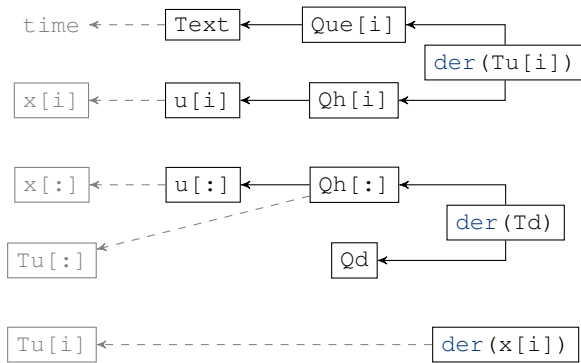 time Text Que[i]
der(Tu[i])
x[i] u[i] Qh[i]
x[:] u[:] Qh[:]
der(Td)
Tu[:] Qd
Tu[i] der(x[i])